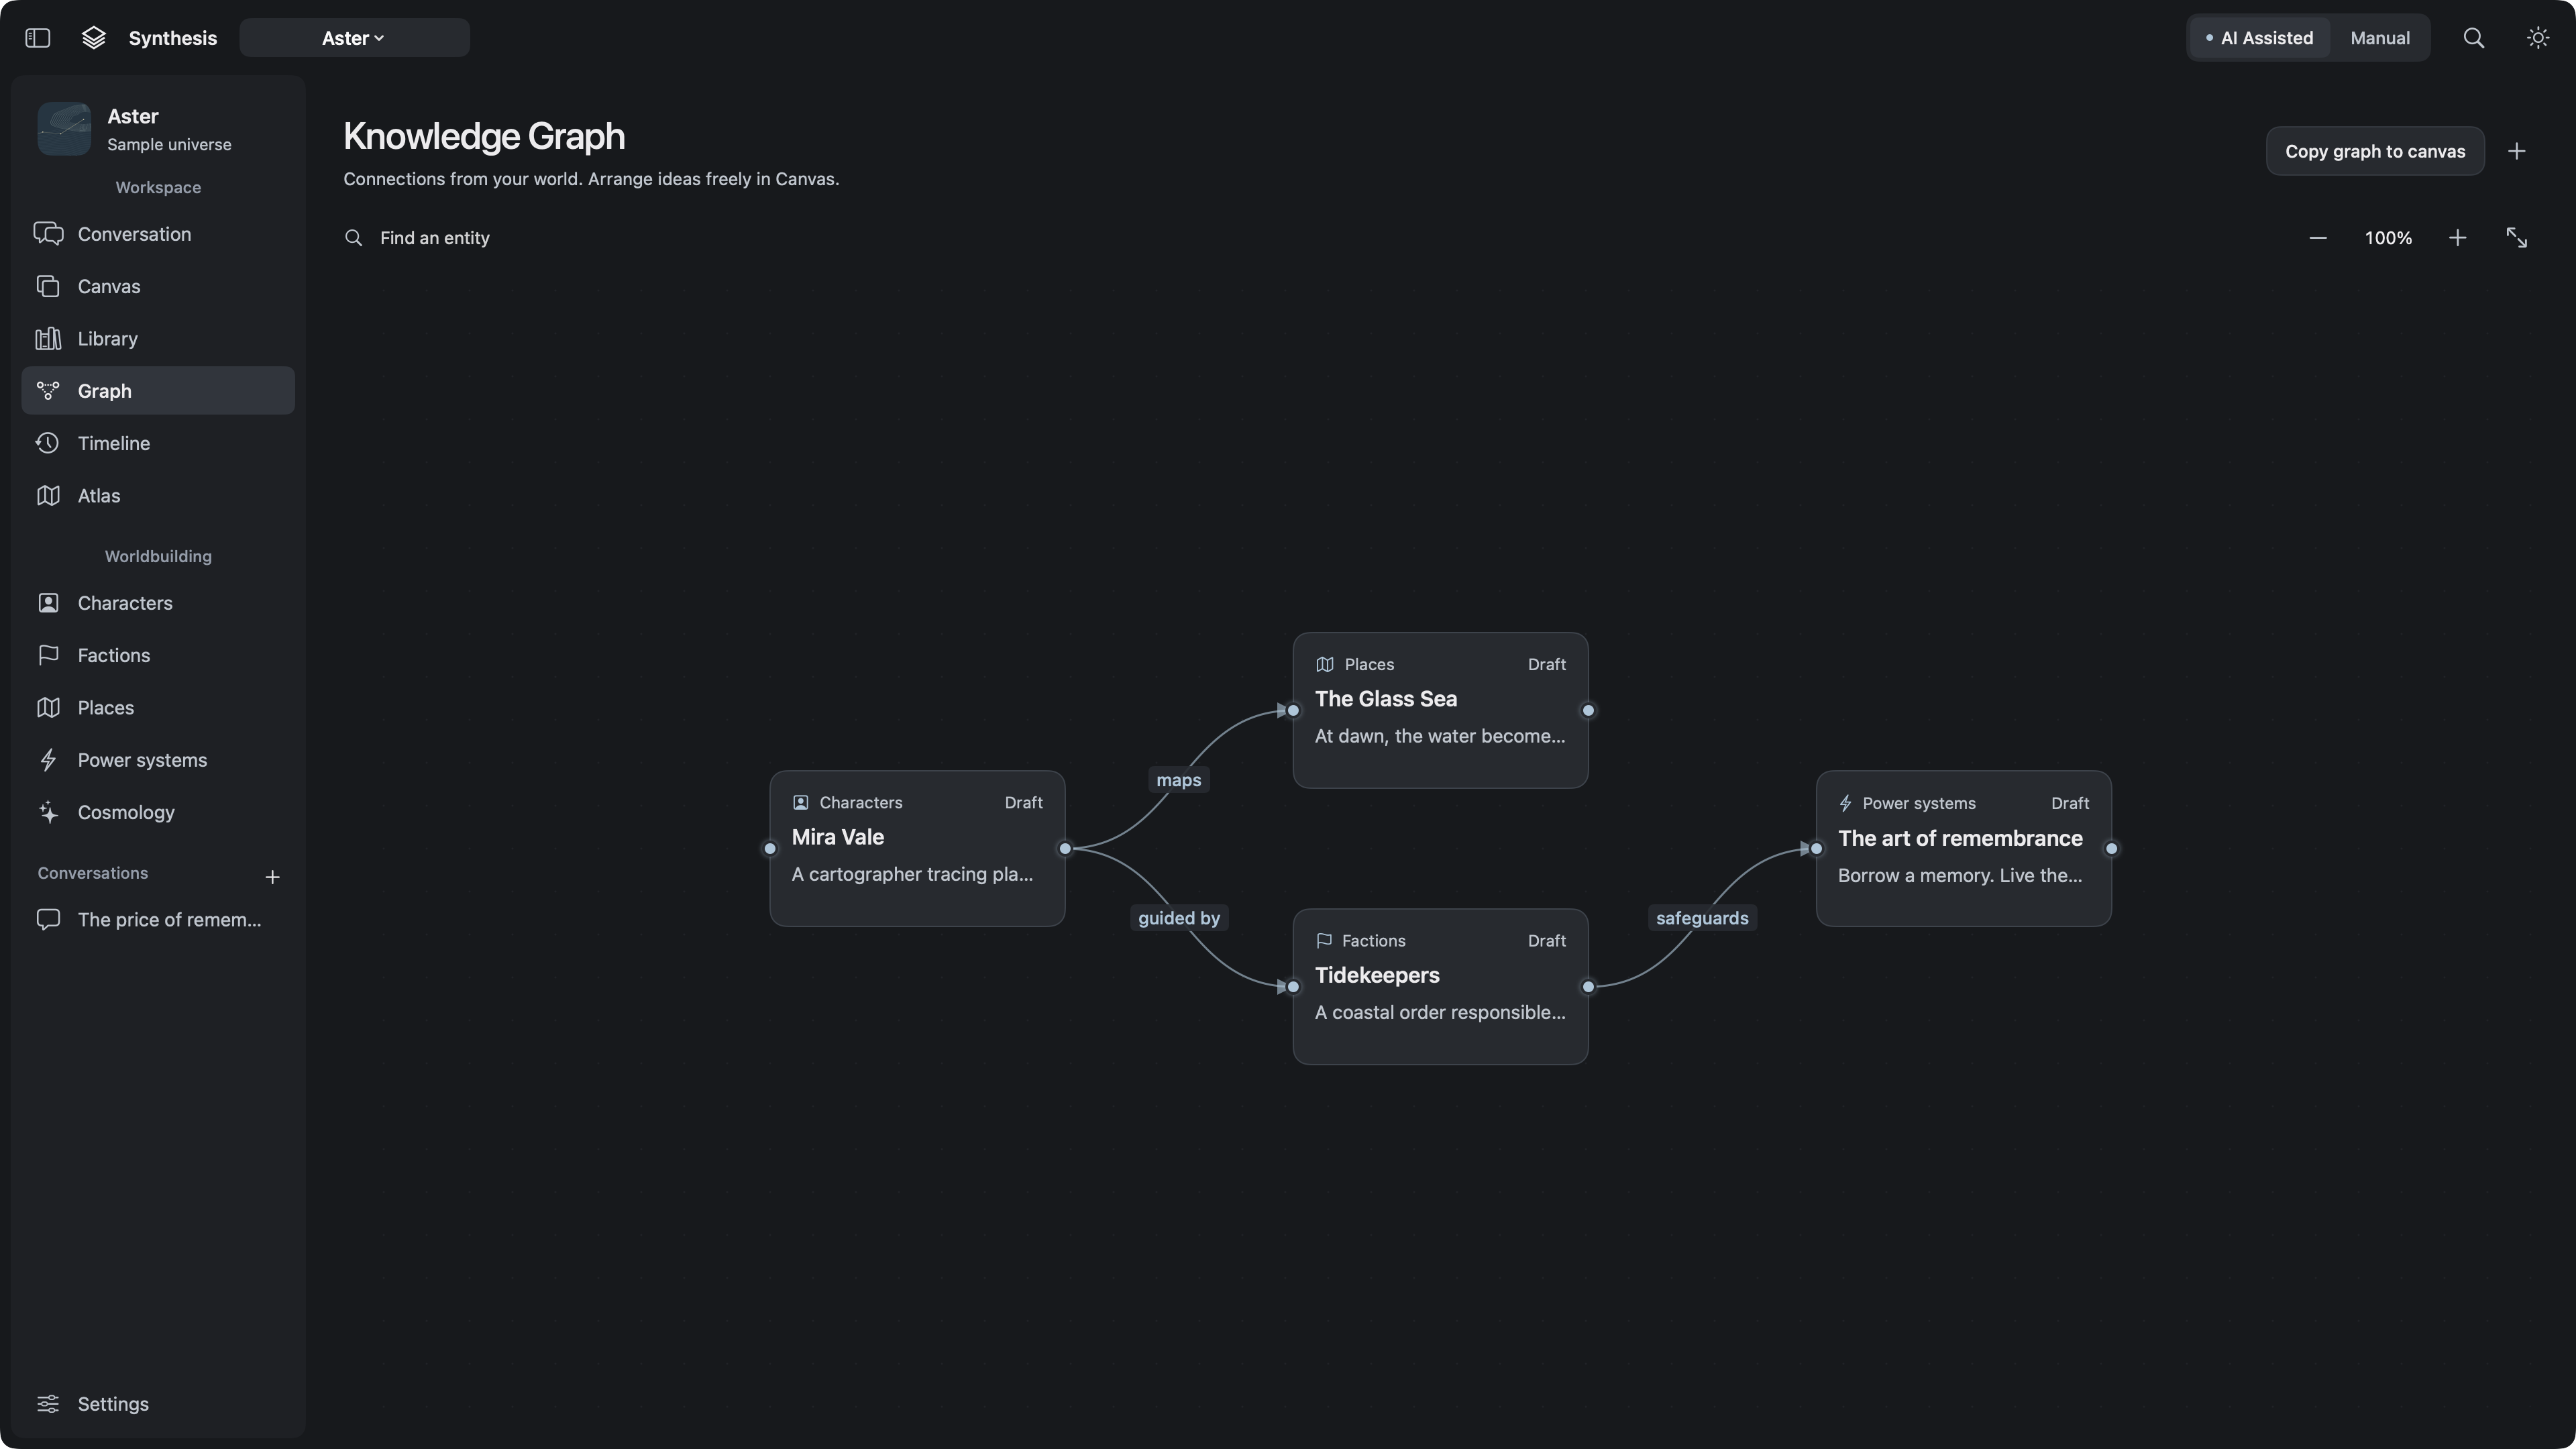 Synthesis
Aster
AI Assisted
Manual
Aster
Sample universe
Workspace
Conversation
Canvas
Library
Graph
Timeline
Atlas
Worldbuilding
Characters
Factions
Places
Power systems
Cosmology
Conversations
The price of remem...
Settings
Knowledge Graph
Connections from your world. Arrange ideas freely in Canvas.
Copy graph to canvas
Find an entity
100%
Places Draft
The Glass Sea
At dawn, the water become...
maps
Characters Draft
Mira Vale
A cartographer tracing pla...
guided by
Factions Draft
Tidekeepers
A coastal order responsible...
safeguards
Power systems Draft
The art of remembrance
Borrow a memory. Live the...